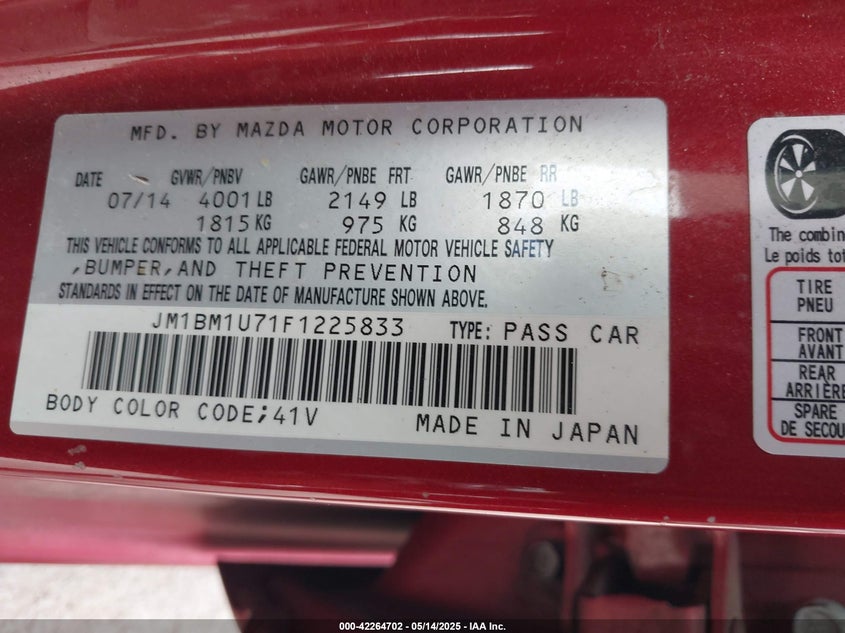 MFD. BY MAZDA MOTOR CORPORATION
DATE GVWR/PNBV GAWR/PNBE FRT GAWR/PNBE RR
07/14 4001 LB 2149 LB 1870 LB
1815 KG 975 KG 848 KG
THIS VEHICLE CONFORMS TO ALL APPLICABLE FEDERAL MOTOR VEHICLE SAFETY
,BUMPER,AND THEFT PREVENTION
STANDARDS IN EFFECT ON THE DATE OF MANUFACTURE SHOWN ABOVE.
JM1BM1U71F1225833 TYPE: PASS CAR
BODY COLOR CODE;41V MADE IN JAPAN
The combin
Le poids tot
TIRE
PNEU
FRONT
AVANT
REAR
ARRIÈRE
SPARE
DE SECOU
000-42264702 - 05/14/2025 - IAA Inc.